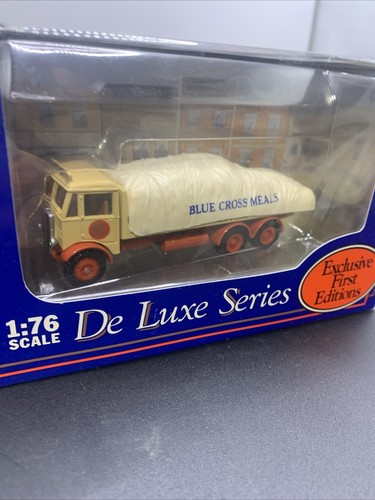 BLUE CROSS MEALS
1:76
SCALE
De Luxe Series
Exclusive
First
Editions